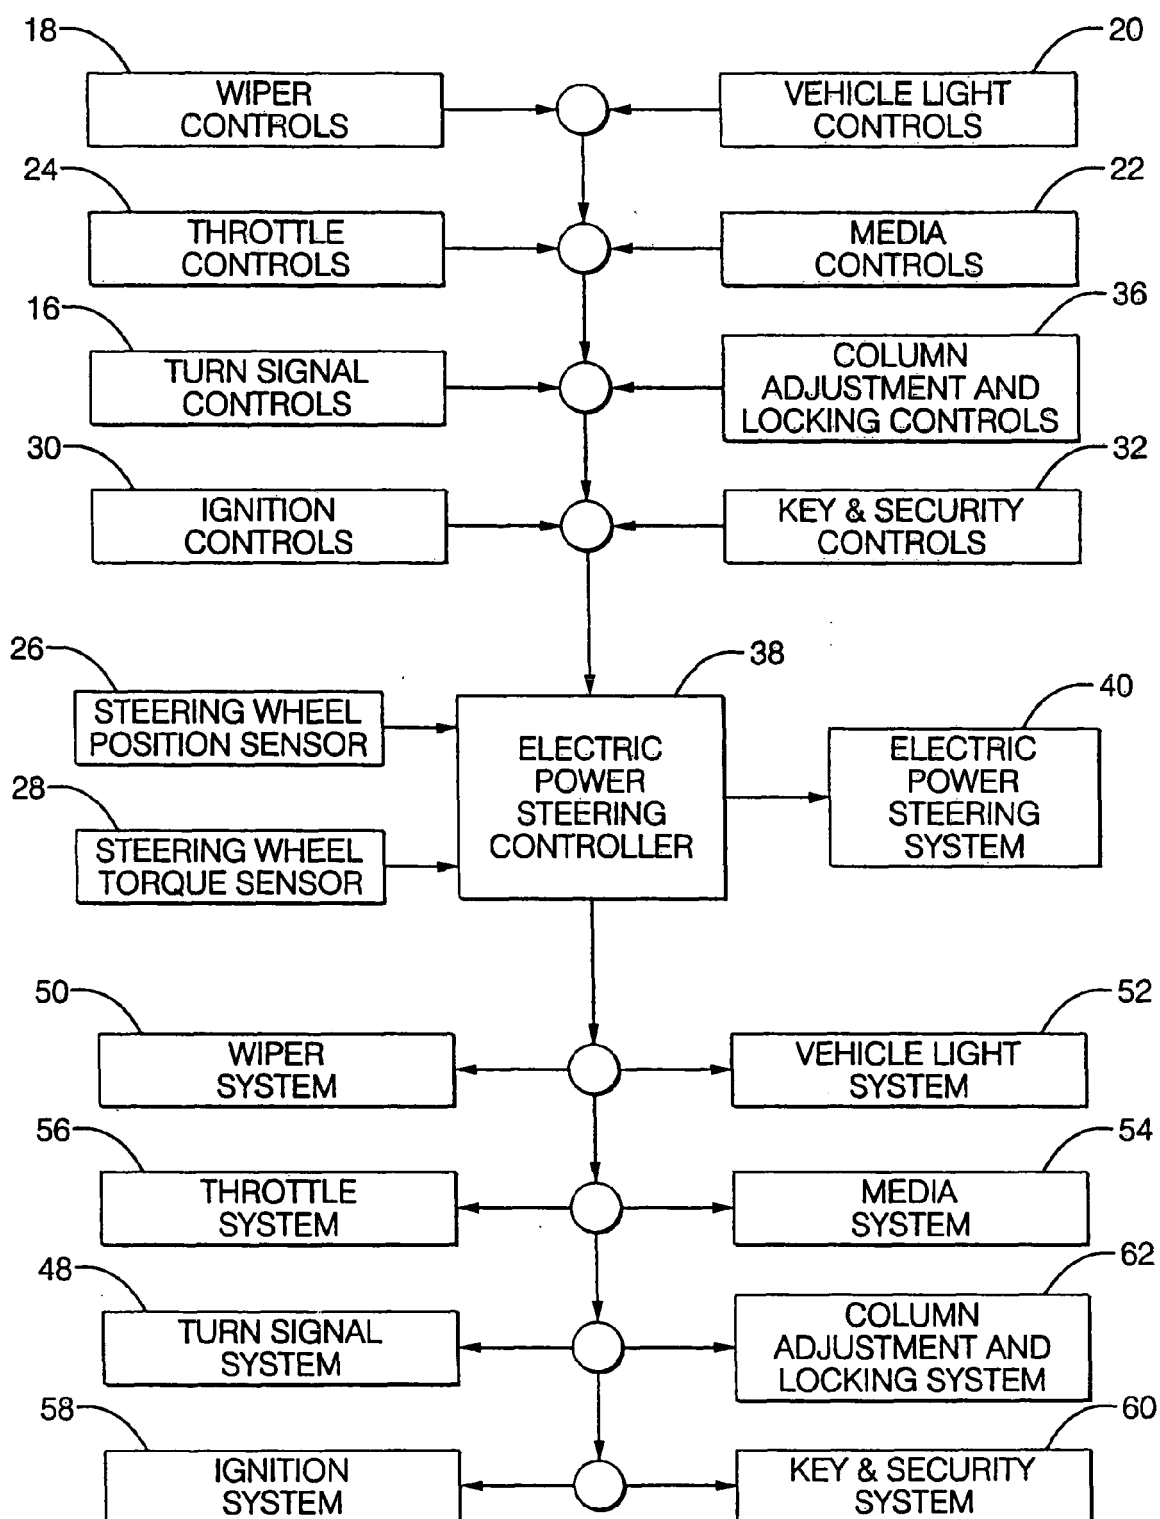 18
20
WIPER
CONTROLS
VEHICLE LIGHT
CONTROLS
24
22
THROTTLE
CONTROLS
MEDIA
CONTROLS
16
36
TURN SIGNAL
CONTROLS
COLUMN
ADJUSTMENT AND
LOCKING CONTROLS
30
32
IGNITION
CONTROLS
KEY & SECURITY
CONTROLS
26
38
40
STEERING WHEEL
POSITION SENSOR
ELECTRIC
POWER
STEERING
CONTROLLER
ELECTRIC
POWER
STEERING
SYSTEM
28
STEERING WHEEL
TORQUE SENSOR
50
52
WIPER
SYSTEM
VEHICLE LIGHT
SYSTEM
56
54
THROTTLE
SYSTEM
MEDIA
SYSTEM
48
62
TURN SIGNAL
SYSTEM
COLUMN
ADJUSTMENT AND
LOCKING SYSTEM
58
60
IGNITION
SYSTEM
KEY & SECURITY
SYSTEM